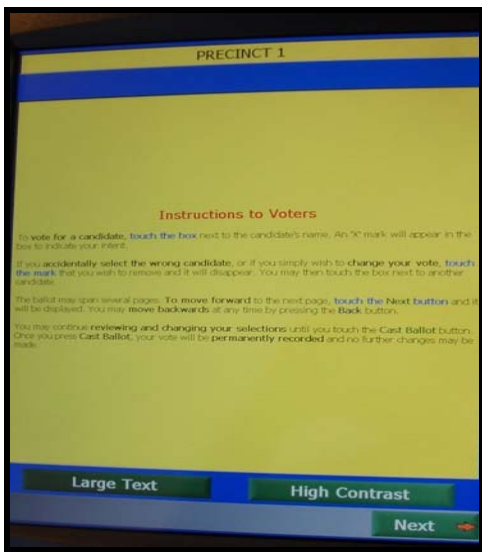 PRECINCT 1
Instructions to Voters
To vote for a candidate, touch the box next to the candidate's name. An "X" mark will appear in the
box to indicate your intent.
If you accidentally select the wrong candidate, or if you simply wish to change your vote, touch
the mark that you wish to remove and it will disappear. You may then touch the box next to another
candidate.
The ballot may span several pages. To move forward to the next page, touch the Next button and it
will be displayed. You may move backwards at any time by pressing the Back button.
You may continue reviewing and changing your selections until you touch the Cast Ballot button.
Once you press Cast Ballot, your vote will be permanently recorded and no further changes may be
made.
Large Text
High Contrast
Next